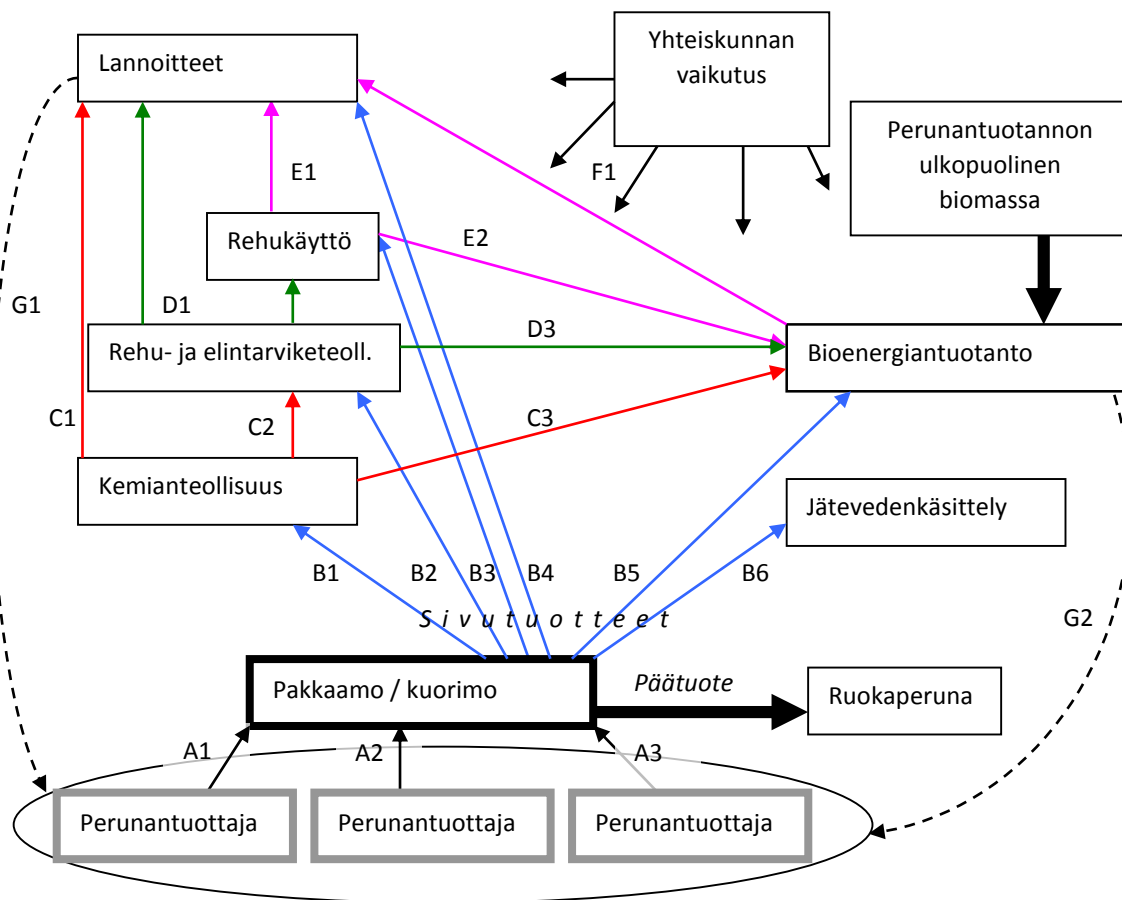 Lannoitteet
Yhteiskunnan
vaikutus
Perunantuotannon
ulkopuolinen
biomassa
E1
F1
Rehukäyttö
E2
G1
D1
D3
Rehu- ja elintarviketeoll.
Bioenergiantuotanto
C1
C2
C3
Kemianteollisuus
Jätevedenkäsittely
B1
B2
B3
B4
B5
B6
Sivutuotteet
G2
Pakkaamo / kuorimo
Päätuote
Ruokaperuna
A1
A2
A3
Perunantuottaja
Perunantuottaja
Perunantuottaja